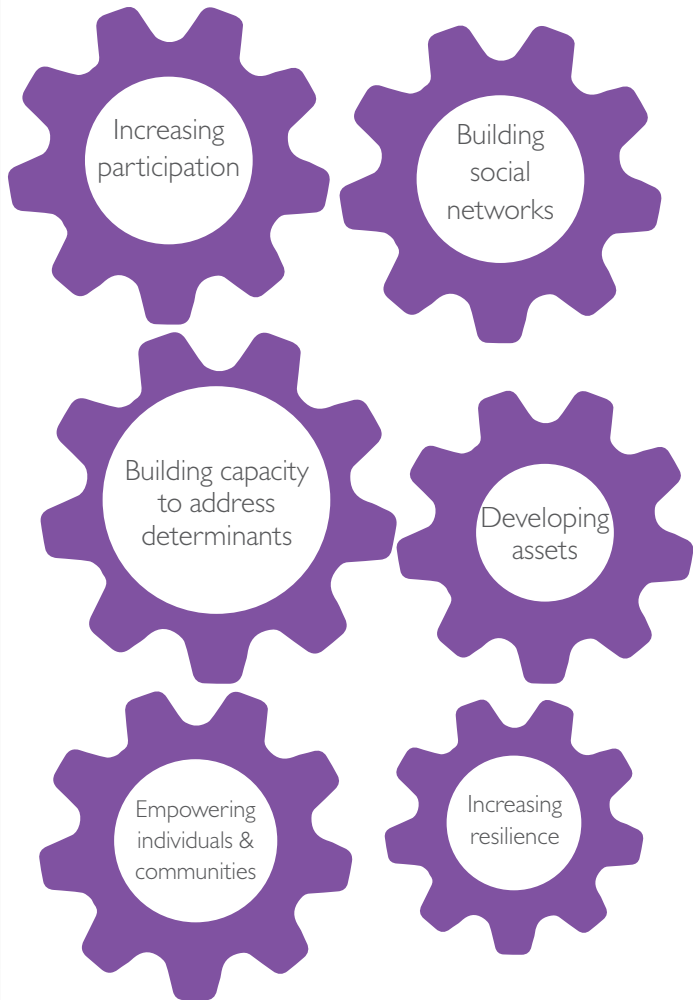 Increasing
participation
Building
social
networks
Building capacity
to address
determinants
Developing
assets
Empowering
individuals &
communities
Increasing
resilience